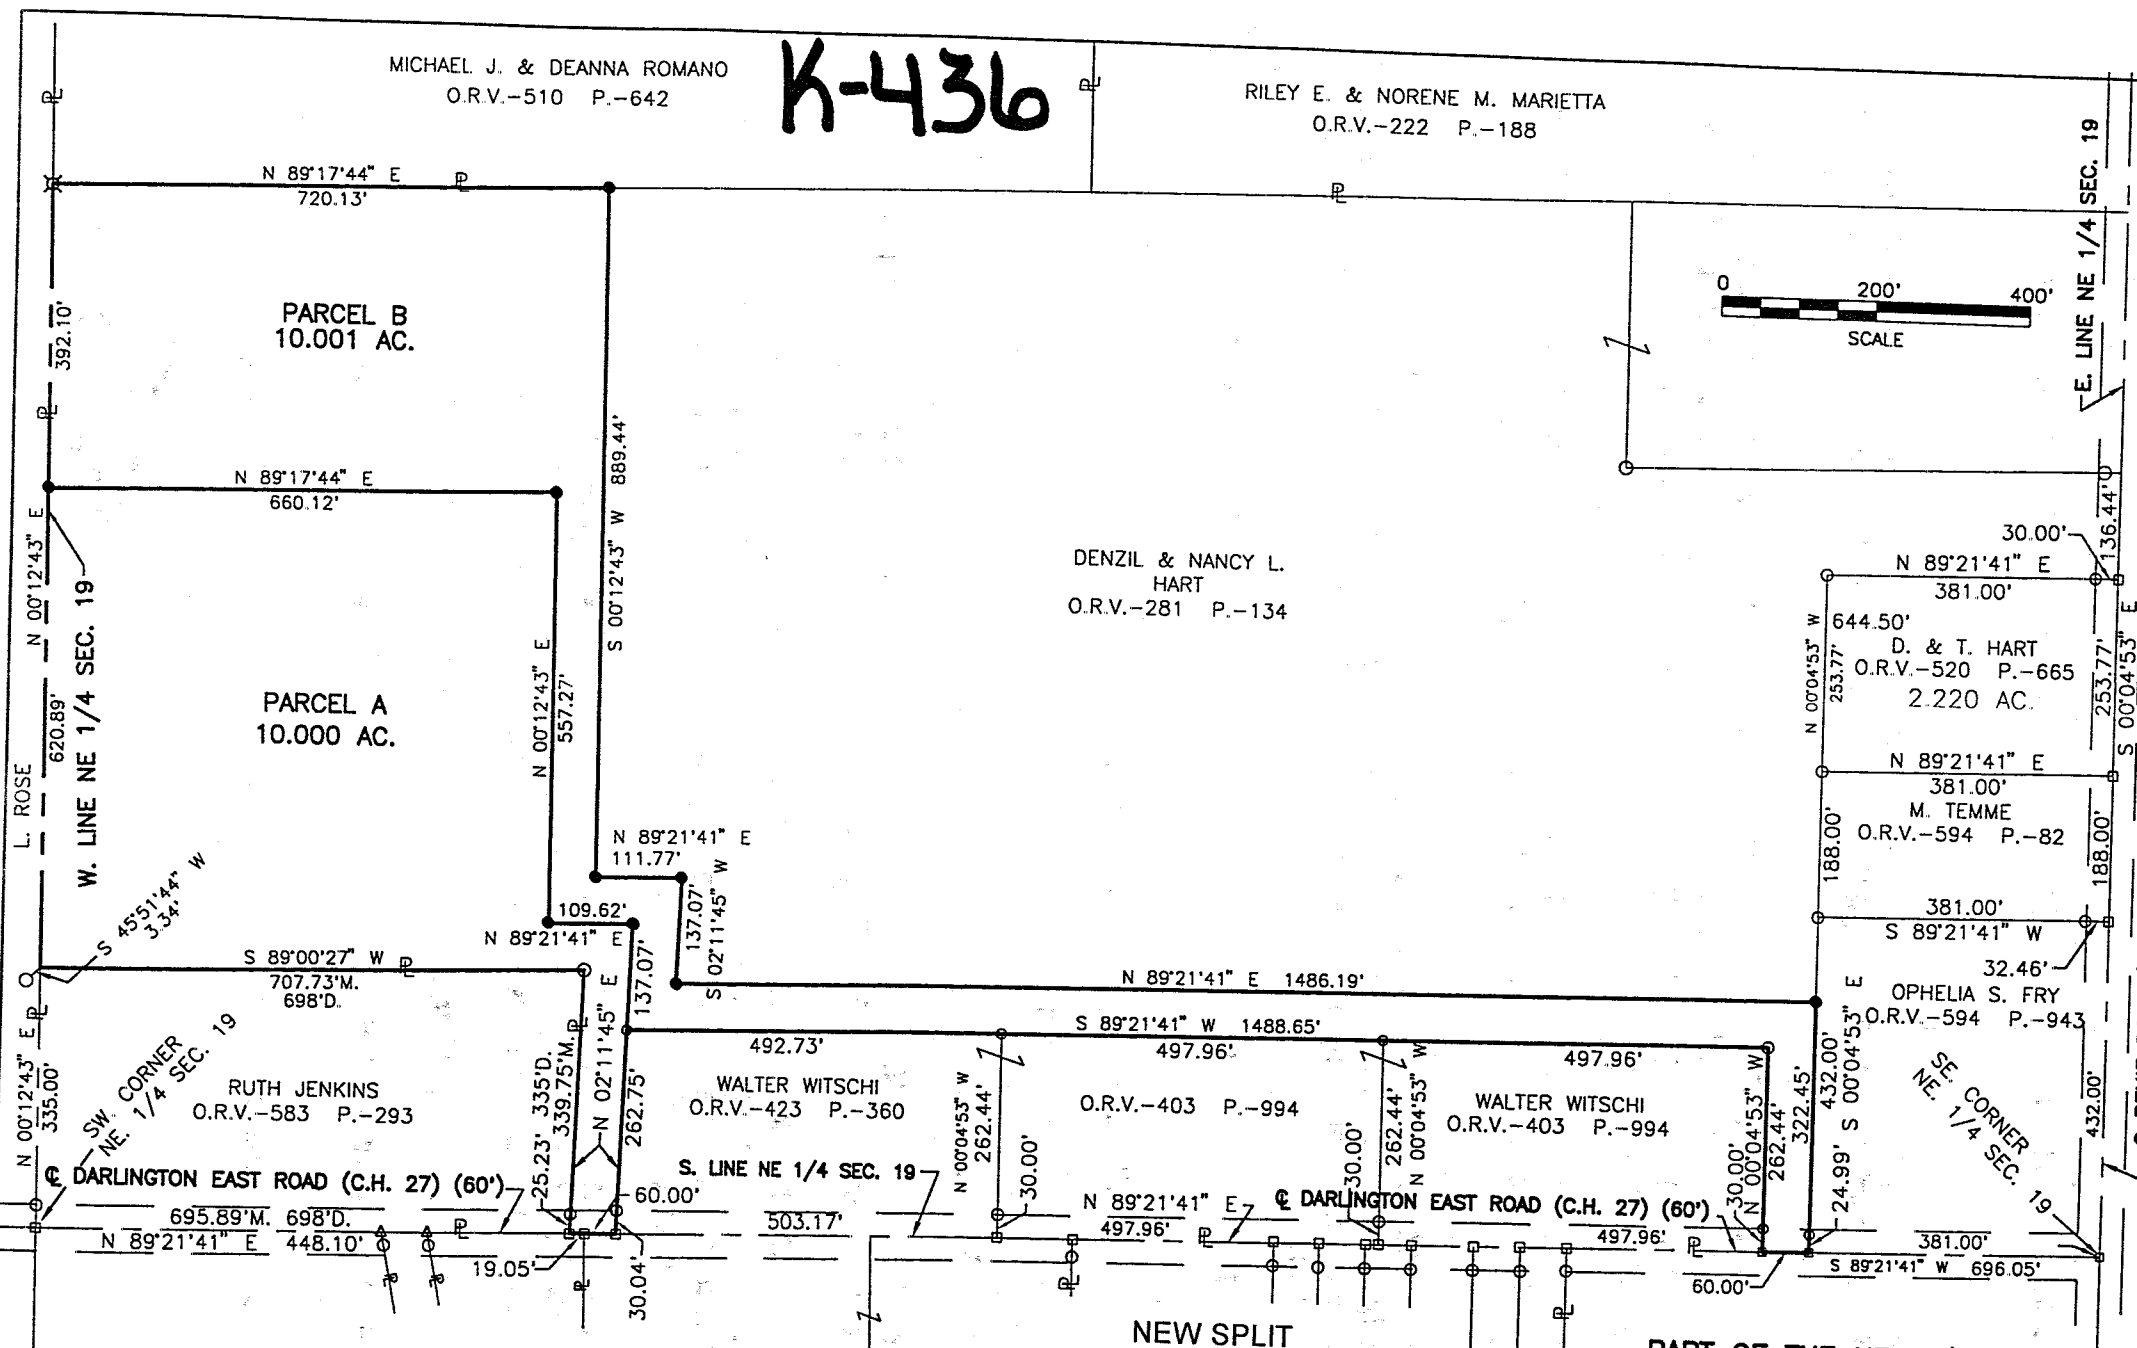 MICHAEL J. & DEANNA ROMANO
O.R.V.-510 P.-642
K-436
RILEY E. & NORENE M. MARIETTA
O.R.V.-222 P.-188
E. LINE NE 1/4 SEC. 19
N 89°17'44" E
720.13'
0 200' 400'
SCALE
392.10'
PARCEL B
10.001 AC.
S 00°12'43" W 889.44'
N 89°17'44" E
660.12'
N 00°12'43" E
620.89'
W. LINE NE 1/4 SEC. 19
L. ROSE
PARCEL A
10.000 AC.
N 00°12'43" E
557.27'
DENZIL & NANCY L.
HART
O.R.V.-281 P.-134
136.44'
30.00'
N 89°21'41" E
381.00'
644.50'
N 00°04'53" W
253.77'
D. & T. HART
O.R.V.-520 P.-665
2.220 AC.
253.77'
S 00°04'53" E
N 89°21'41" E
381.00'
M. TEMME
O.R.V.-594 P.-82
188.00'
188.00'
381.00'
S 89°21'41" W
32.46'
OPHELIA S. FRY
O.R.V.-594 P.-943
N 89°21'41" E
111.77'
137.07'
S 02°11'45" W
109.62'
N 89°21'41" E
137.07'
S 45°51'44" W
3.34'
S 89°00'27" W
707.73'M.
698'D.
N 89°21'41" E 1486.19'
S 89°21'41" W 1488.65'
492.73'
497.96'
497.96'
N 00°12'43" E
335.00'
SW. CORNER
NE. 1/4 SEC. 19
RUTH JENKINS
O.R.V.-583 P.-293
25.23' 335'D.
339.75'M.
N 02°11'45" E
262.75'
WALTER WITSCHI
O.R.V.-423 P.-360
N 00°04'53" W
262.44'
30.00'
O.R.V.-403 P.-994
30.00'
262.44'
N 00°04'53" W
WALTER WITSCHI
O.R.V.-403 P.-994
30.00'
N 00°04'53" W
262.44'
322.45'
432.00'
24.99' S 00°04'53" E
SE. CORNER
NE. 1/4 SEC. 19
432.00'
℄ DARLINGTON EAST ROAD (C.H. 27) (60')
S. LINE NE 1/4 SEC. 19
60.00'
N 89°21'41" E
℄ DARLINGTON EAST ROAD (C.H. 27) (60')
695.89'M. 698'D.
N 89°21'41" E 448.10'
503.17'
497.96'
497.96'
381.00'
S 89°21'41" W 696.05'
19.05'
30.04'
60.00'
NEW SPLIT